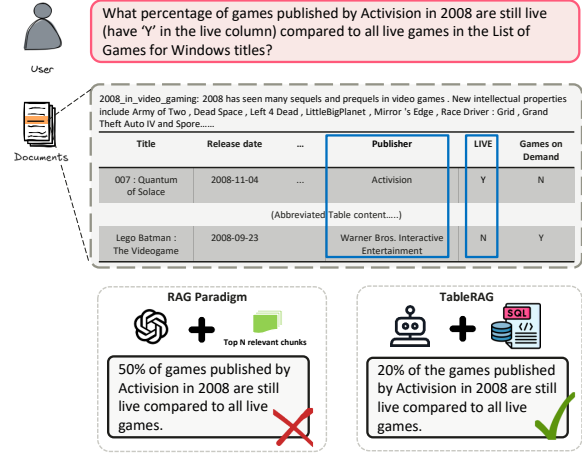 What percentage of games published by Activision in 2008 are still live
(have ‘Y’ in the live column) compared to all live games in the List of
Games for Windows titles?
User
2008_in_video_gaming: 2008 has seen many sequels and prequels in video games . New intellectual properties
include Army of Two , Dead Space , Left 4 Dead , LittleBigPlanet , Mirror 's Edge , Race Driver : Grid , Grand
Theft Auto IV and Spore......
Documents
Title Release date ... Publisher LIVE Games on
Demand
007 : Quantum
of Solace 2008-11-04 ... Activision Y N
(Abbreviated Table content.....)
Lego Batman :
The Videogame 2008-09-23 Warner Bros. Interactive
Entertainment N Y
RAG Paradigm
Top N relevant chunks
50% of games published by
Activision in 2008 are still
live compared to all live
games.
TableRAG
SQL
</>
20% of the games published
by Activision in 2008 are still
live compared to all live
games.